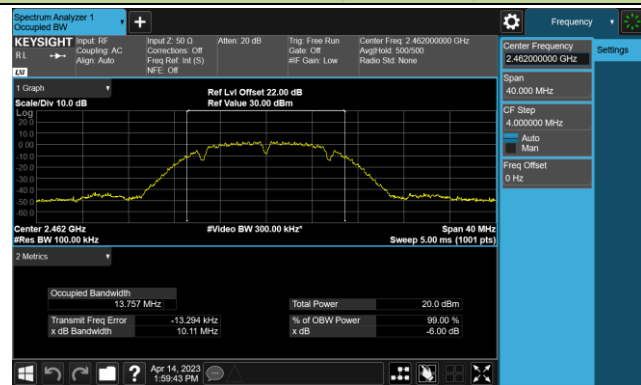 Spectrum Analyzer 1
Occupied BW
Frequency
KEYSIGHT
Input: RF
Coupling: AC
Align: Auto
Input Z: 50 Ω
Corrections: Off
Freq Ref: Int (S)
NFE: Off
Atten: 20 dB
Trig: Free Run
Gate: Off
#IF Gain: Low
Center Freq: 2.462000000 GHz
Avg|Hold: 500/500
Radio Std: None
R L
LXI
Center Frequency
2.462000000 GHz
Settings
Span
40.000 MHz
CF Step
4.000000 MHz
Auto
Man
Freq Offset
0 Hz
1 Graph
Scale/Div 10.0 dB
Ref Lvl Offset 22.00 dB
Ref Value 30.00 dBm
Log
20.0
10.0
0.00
-10.0
-20.0
-30.0
-40.0
-50.0
-60.0
Center 2.462 GHz
#Res BW 100.00 kHz
#Video BW 300.00 kHz*
Span 40 MHz
Sweep 5.00 ms (1001 pts)
2 Metrics
Occupied Bandwidth
13.757 MHz
Total Power 20.0 dBm
Transmit Freq Error -13.294 kHz
% of OBW Power 99.00 %
x dB Bandwidth 10.11 MHz
x dB -6.00 dB
?
Apr 14, 2023
1:59:43 PM